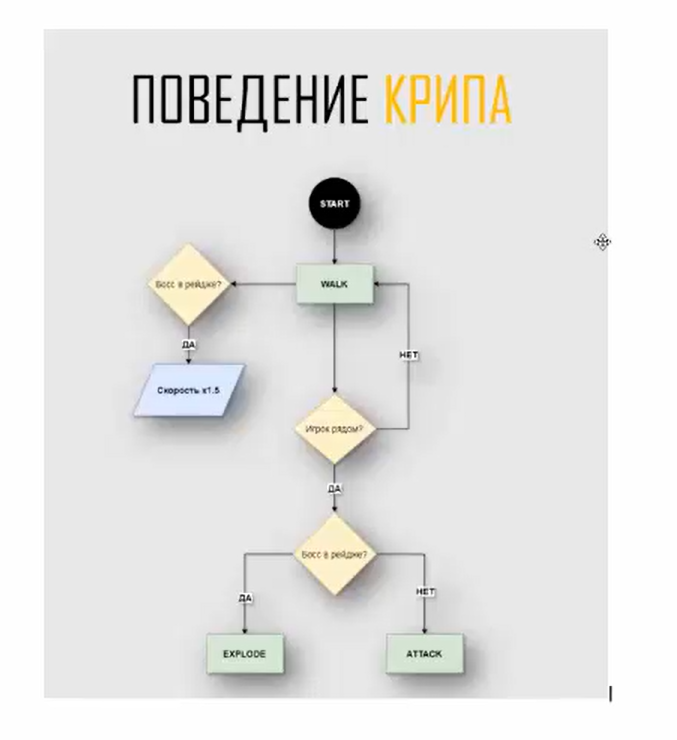 ПОВЕДЕНИЕ КРИПА
START
WALK
Босс в рейдже?
ДА
Скорость x1.5
НЕТ
Игрок рядом?
ДА
Босс в рейдже?
ДА
НЕТ
EXPLODE
ATTACK